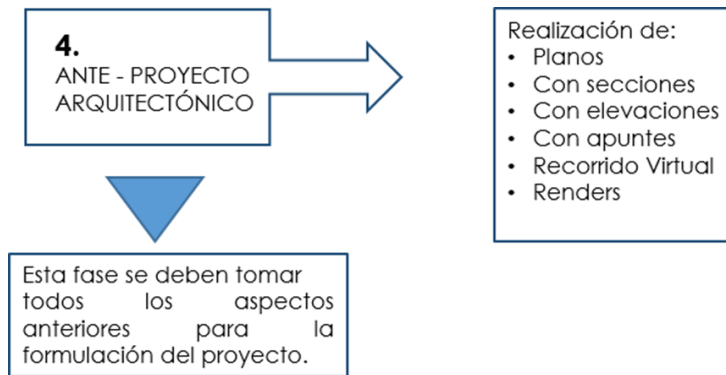 4.
ANTE - PROYECTO
ARQUITECTÓNICO
Realización de:
• Planos
• Con secciones
• Con elevaciones
• Con apuntes
• Recorrido Virtual
• Renders
Esta fase se deben tomar
todos los aspectos
anteriores para la
formulación del proyecto.